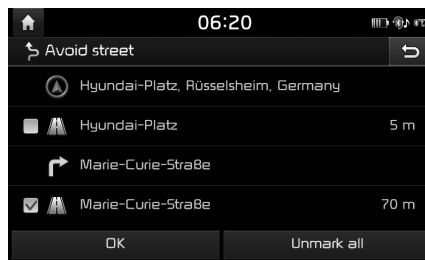 06:20
Avoid street
Hyundai-Platz, Rüsselsheim, Germany
Hyundai-Platz 5 m
Marie-Curie-Straße
Marie-Curie-Straße 70 m
OK Unmark all